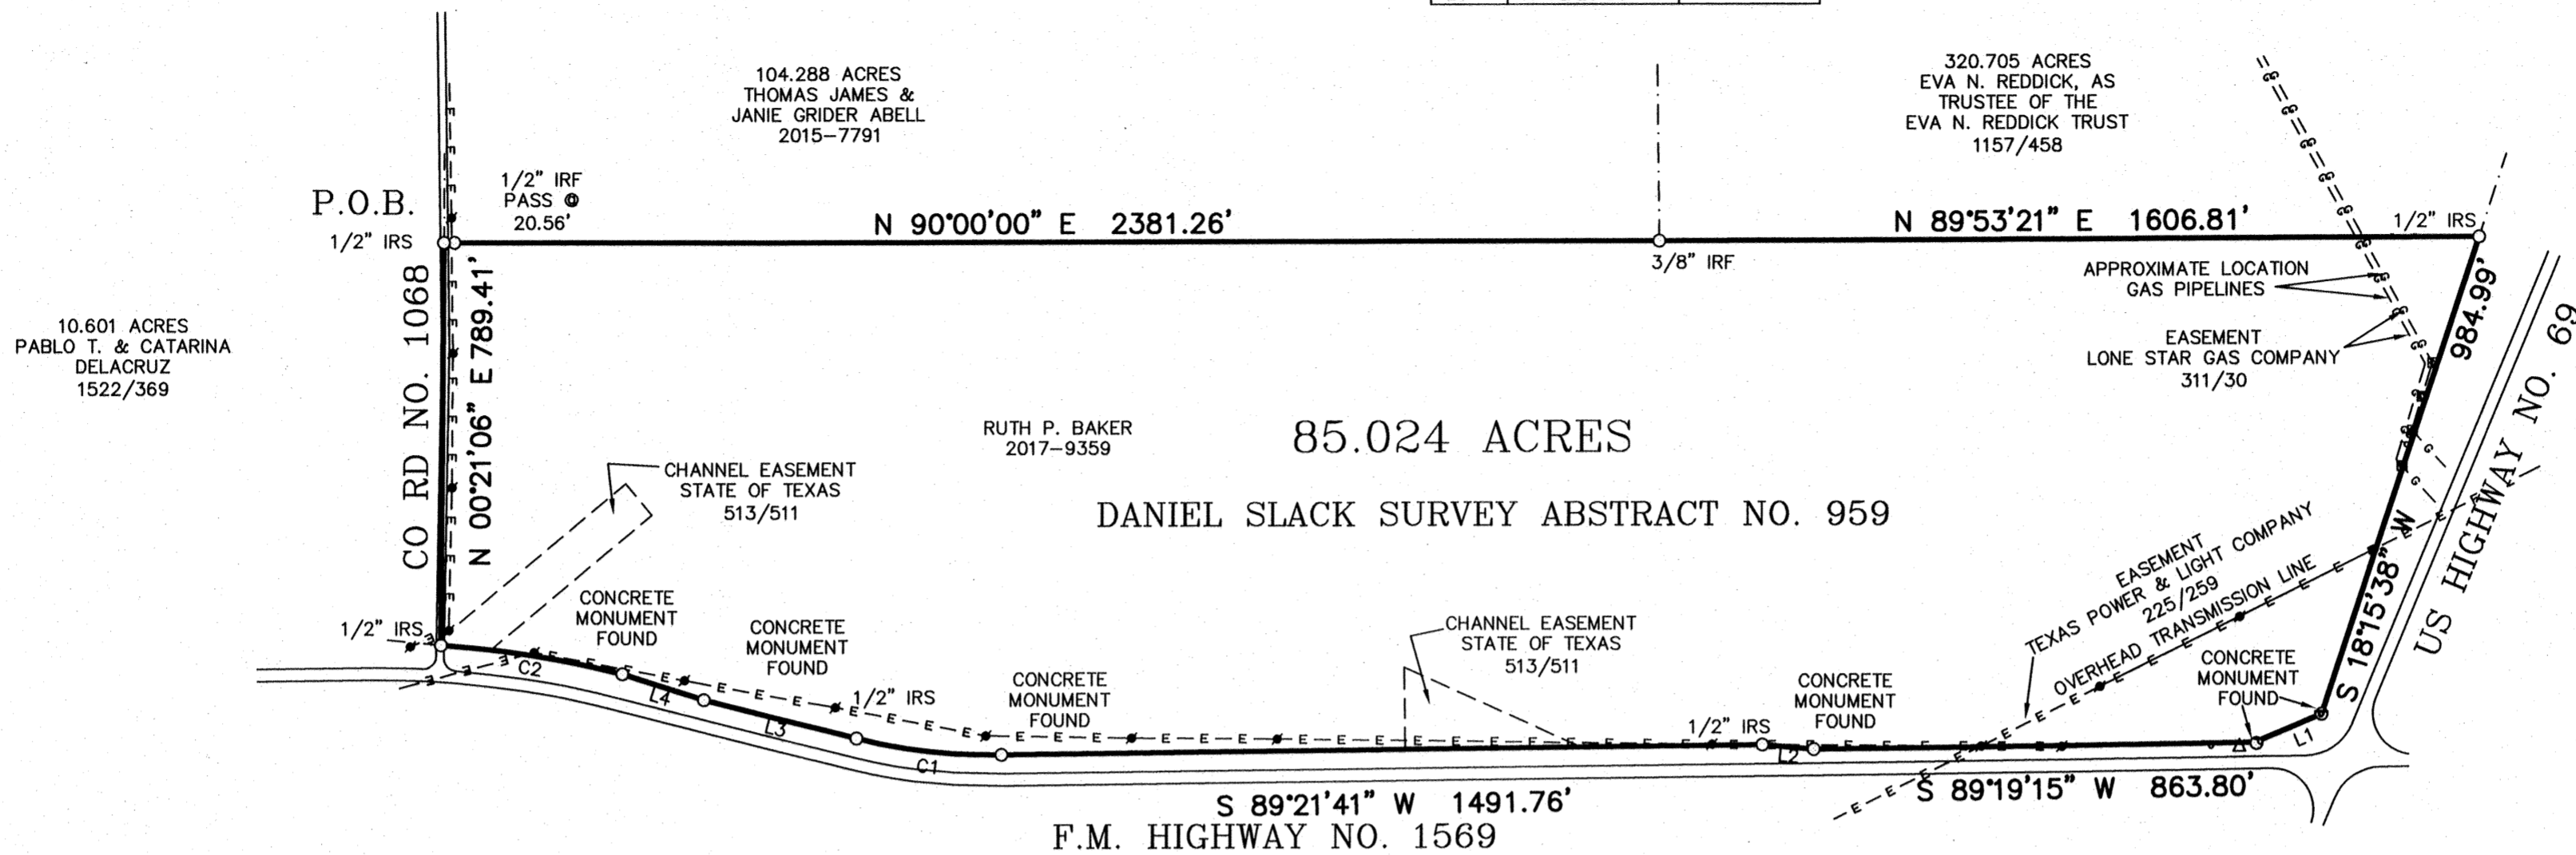 104.288 ACRES
THOMAS JAMES &
JANIE GRIDER ABELL
2015-7791
320.705 ACRES
EVA N. REDDICK, AS
TRUSTEE OF THE
EVA N. REDDICK TRUST
1157/458
P.O.B.
1/2" IRS
1/2" IRF
PASS @
20.56'
N 90°00'00" E 2381.26'
3/8" IRF
N 89°53'21" E 1606.81'
1/2" IRS
10.601 ACRES
PABLO T. & CATARINA
DELACRUZ
1522/369
CO RD NO. 1068
N 00°21'06" E 789.41'
APPROXIMATE LOCATION
GAS PIPELINES
EASEMENT
LONE STAR GAS COMPANY
311/30
S 18°15'38" W 984.99'
US HIGHWAY NO. 69
RUTH P. BAKER
2017-9359
85.024 ACRES
DANIEL SLACK SURVEY ABSTRACT NO. 959
CHANNEL EASEMENT
STATE OF TEXAS
513/511
1/2" IRS
CONCRETE
MONUMENT
FOUND
CONCRETE
MONUMENT
FOUND
1/2" IRS
CONCRETE
MONUMENT
FOUND
CHANNEL EASEMENT
STATE OF TEXAS
513/511
1/2" IRS
CONCRETE
MONUMENT
FOUND
EASEMENT
TEXAS POWER & LIGHT COMPANY
225/259
OVERHEAD TRANSMISSION LINE
CONCRETE
MONUMENT
FOUND
C2
L4
L3
C1
L2
L1
S 89°21'41" W 1491.76'
S 89°19'15" W 863.80'
F.M. HIGHWAY NO. 1569